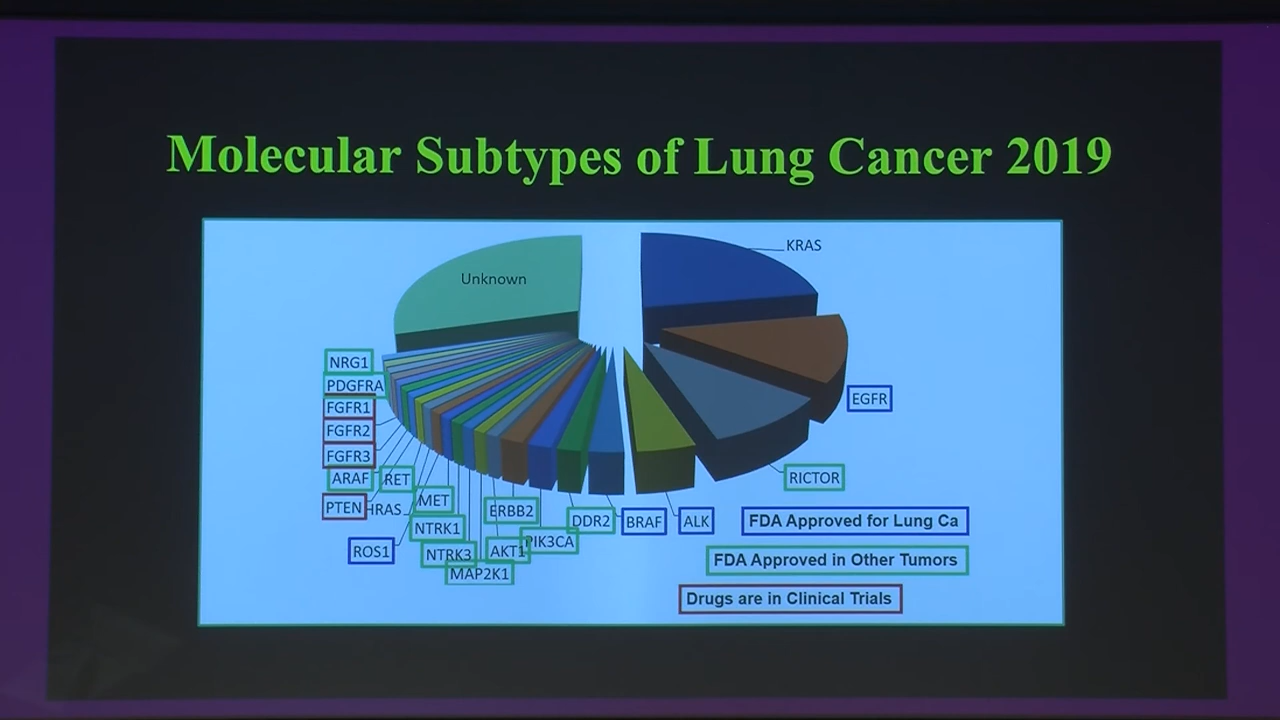 Molecular Subtypes of Lung Cancer 2019
Unknown
KRAS
EGFR
RICTOR
ALK
BRAF
DDR2
PIK3CA
ERBB2
AKT1
MAP2K1
NTRK3
NTRK1
MET
ROS1
HRAS
PTEN
RET
ARAF
FGFR3
FGFR2
FGFR1
PDGFRA
NRG1
FDA Approved for Lung Ca
FDA Approved in Other Tumors
Drugs are in Clinical Trials